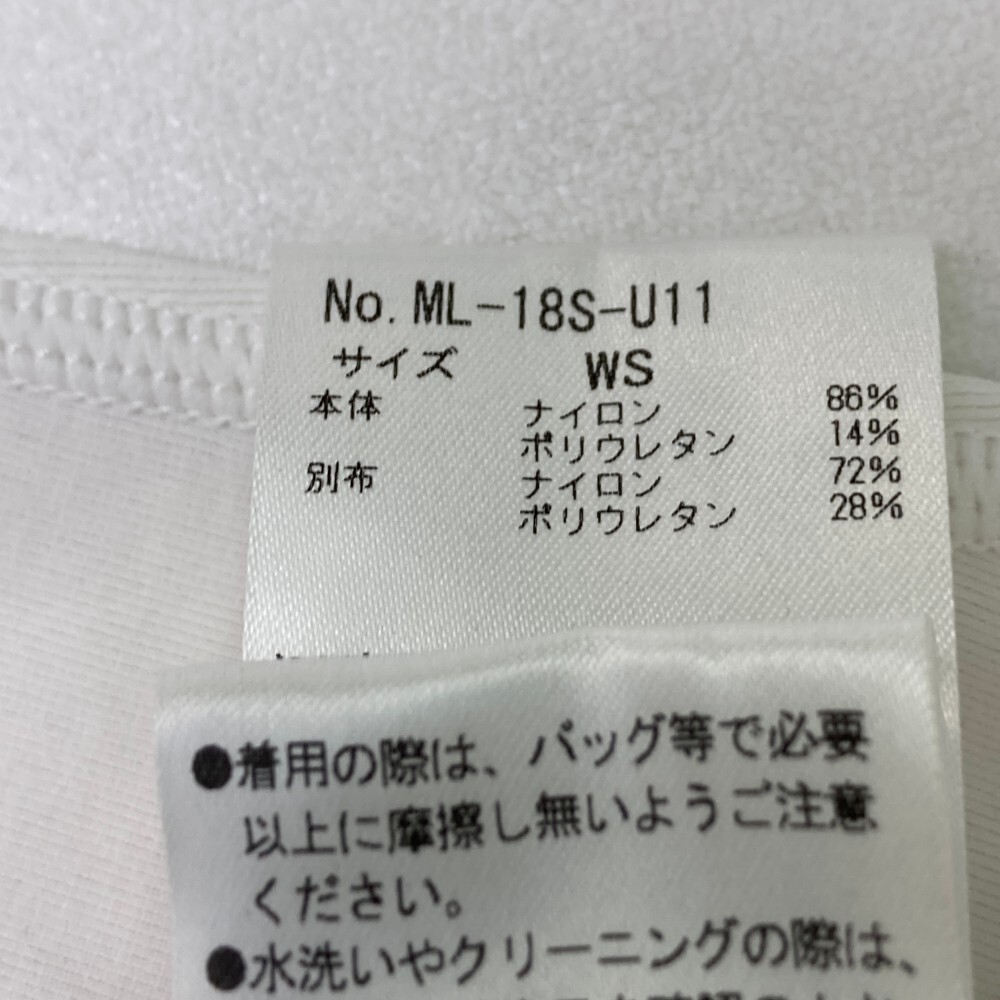 No. ML-18S-U11
サイズ WS
本体 ナイロン 86%
ポリウレタン 14%
別布 ナイロン 72%
ポリウレタン 28%
●着用の際は、バッグ等で必要
以上に摩擦し無いようご注意
ください。
●水洗いやクリーニングの際は、